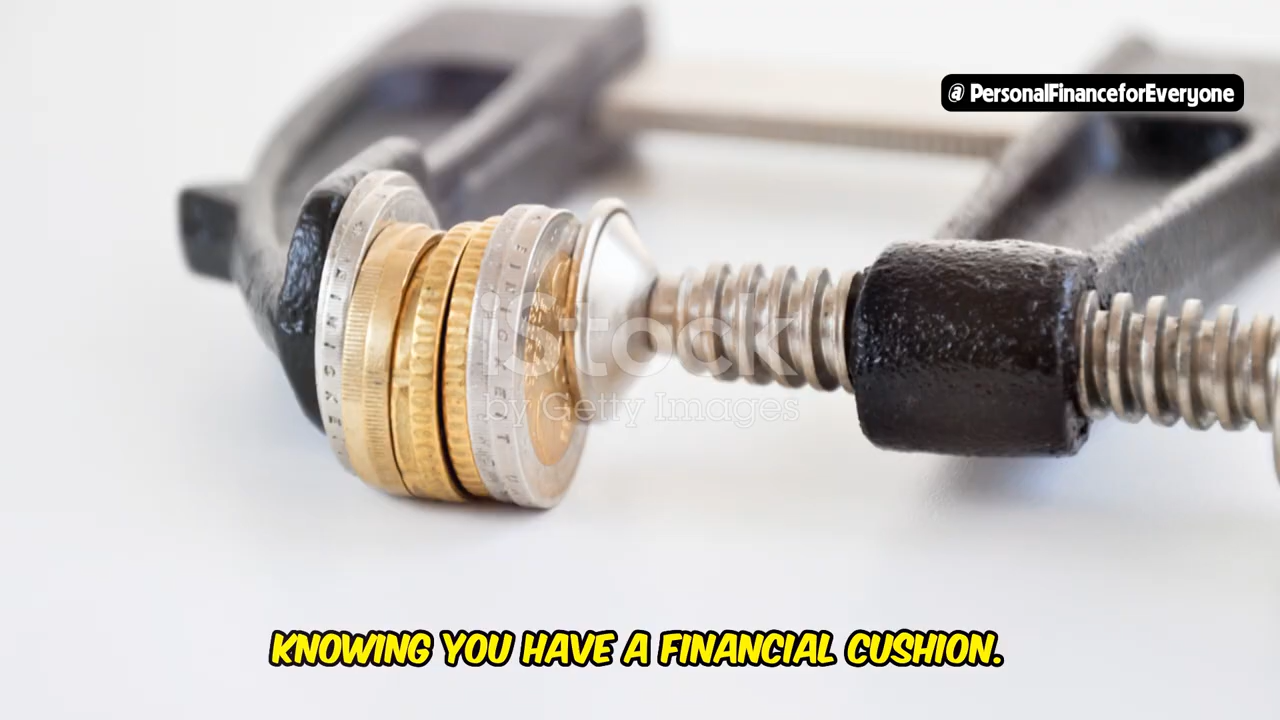 @ PersonalFinanceforEveryone
iStock
by Getty Images
KNOWING YOU HAVE A FINANCIAL CUSHION.